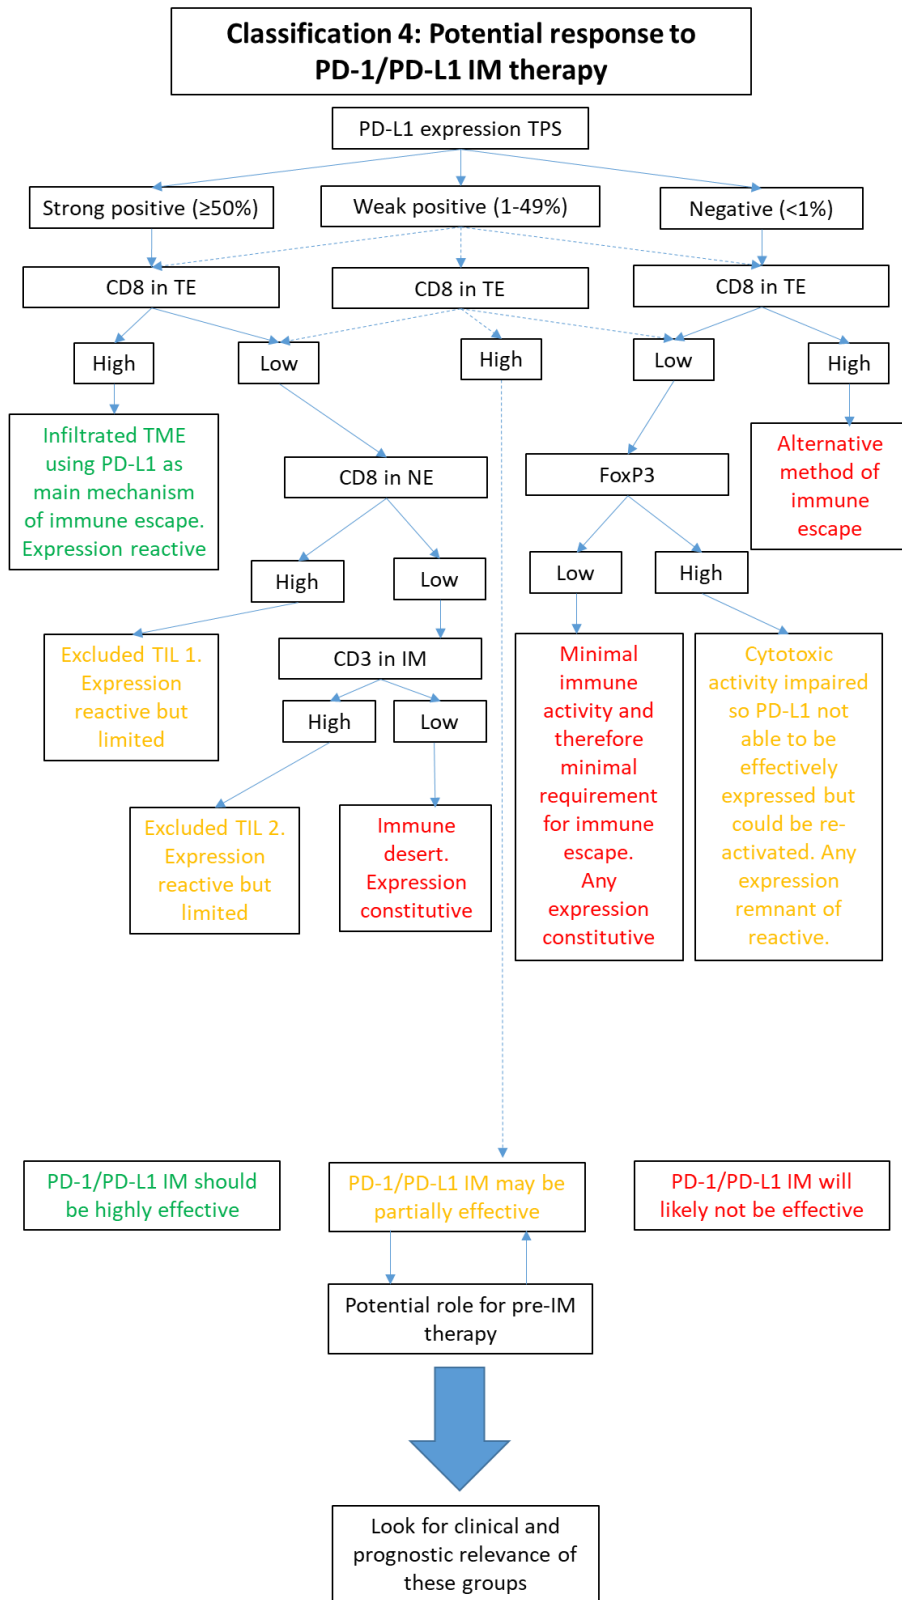 Classification 4: Potential response to
PD-1/PD-L1 IM therapy
PD-L1 expression TPS
Strong positive (≥50%)
Weak positive (1-49%)
Negative (<1%)
CD8 in TE
CD8 in TE
CD8 in TE
High
Low
High
Low
High
Infiltrated TME
using PD-L1 as
main mechanism
of immune escape.
Expression reactive
CD8 in NE
FoxP3
Alternative
method of
immune
escape
High
Low
Low
High
Excluded TIL 1.
Expression
reactive but
limited
CD3 in IM
High
Low
Minimal
immune
activity and
therefore
minimal
requirement
for immune
escape.
Any
expression
constitutive
Cytotoxic
activity impaired
so PD-L1 not
able to be
effectively
expressed but
could be re-
activated. Any
expression
remnant of
reactive.
Excluded TIL 2.
Expression
reactive but
limited
Immune
desert.
Expression
constitutive
PD-1/PD-L1 IM should
be highly effective
PD-1/PD-L1 IM may be
partially effective
PD-1/PD-L1 IM will
likely not be effective
Potential role for pre-IM
therapy
Look for clinical and
prognostic relevance of
these groups